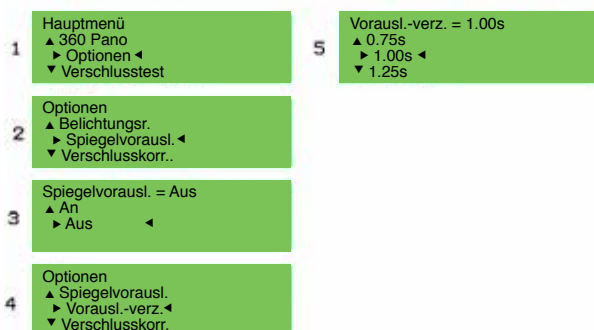 1
Hauptmenü
▲ 360 Pano
▶ Optionen ◀
▼ Verschlusstest
2
Optionen
▲ Belichtungsr.
▶ Spiegelvorausl. ◀
▼ Verschlusskorr..
3
Spiegelvorausl. = Aus
▲ An
▶ Aus ◀
4
Optionen
▲ Spiegelvorausl.
▶ Vorausl.-verz. ◀
▼ Verschlusskorr.
5
Vorausl.-verz. = 1.00s
▲ 0.75s
▶ 1.00s ◀
▼ 1.25s